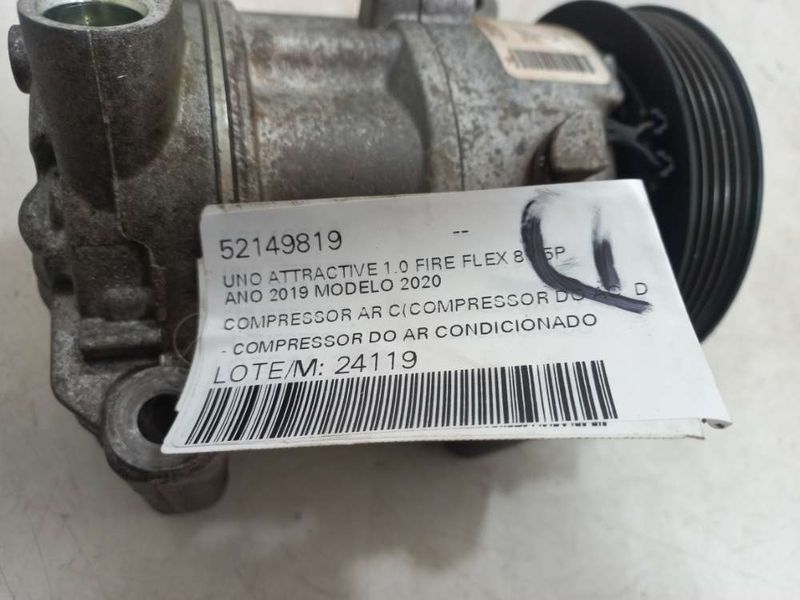 52149819 --
UNO ATTRACTIVE 1.0 FIRE FLEX
ANO 2019 MODELO 2020
COMPRESSOR AR C(COMPRESSOR D
- COMPRESSOR DO AR CONDICIONADO
LOTE/M: 24119